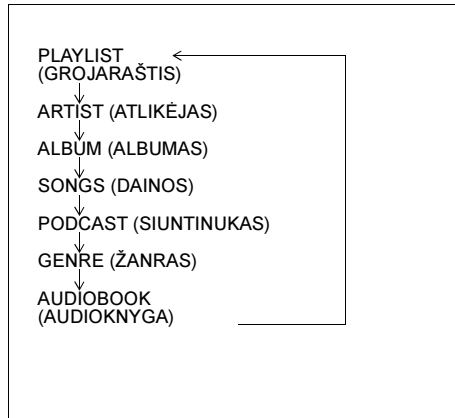 PLAYLIST
(GROJARAŠTIS)
ARTIST (ATLIKĖJAS)
ALBUM (ALBUMAS)
SONGS (DAINOS)
PODCAST (SIUNTINUKAS)
GENRE (ŽANRAS)
AUDIOBOOK
(AUDIOKNYGA)